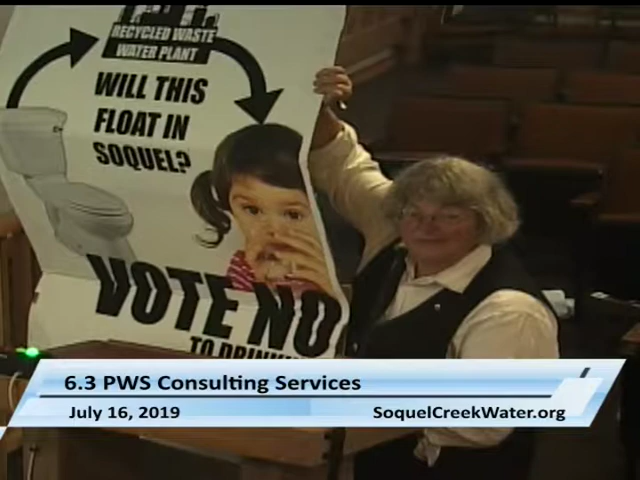 RECYCLED WASTE
WATER PLANT
WILL THIS
FLOAT IN
SOQUEL?
VOTE NO
6.3 PWS Consulting Services
July 16, 2019
SoquelCreekWater.org